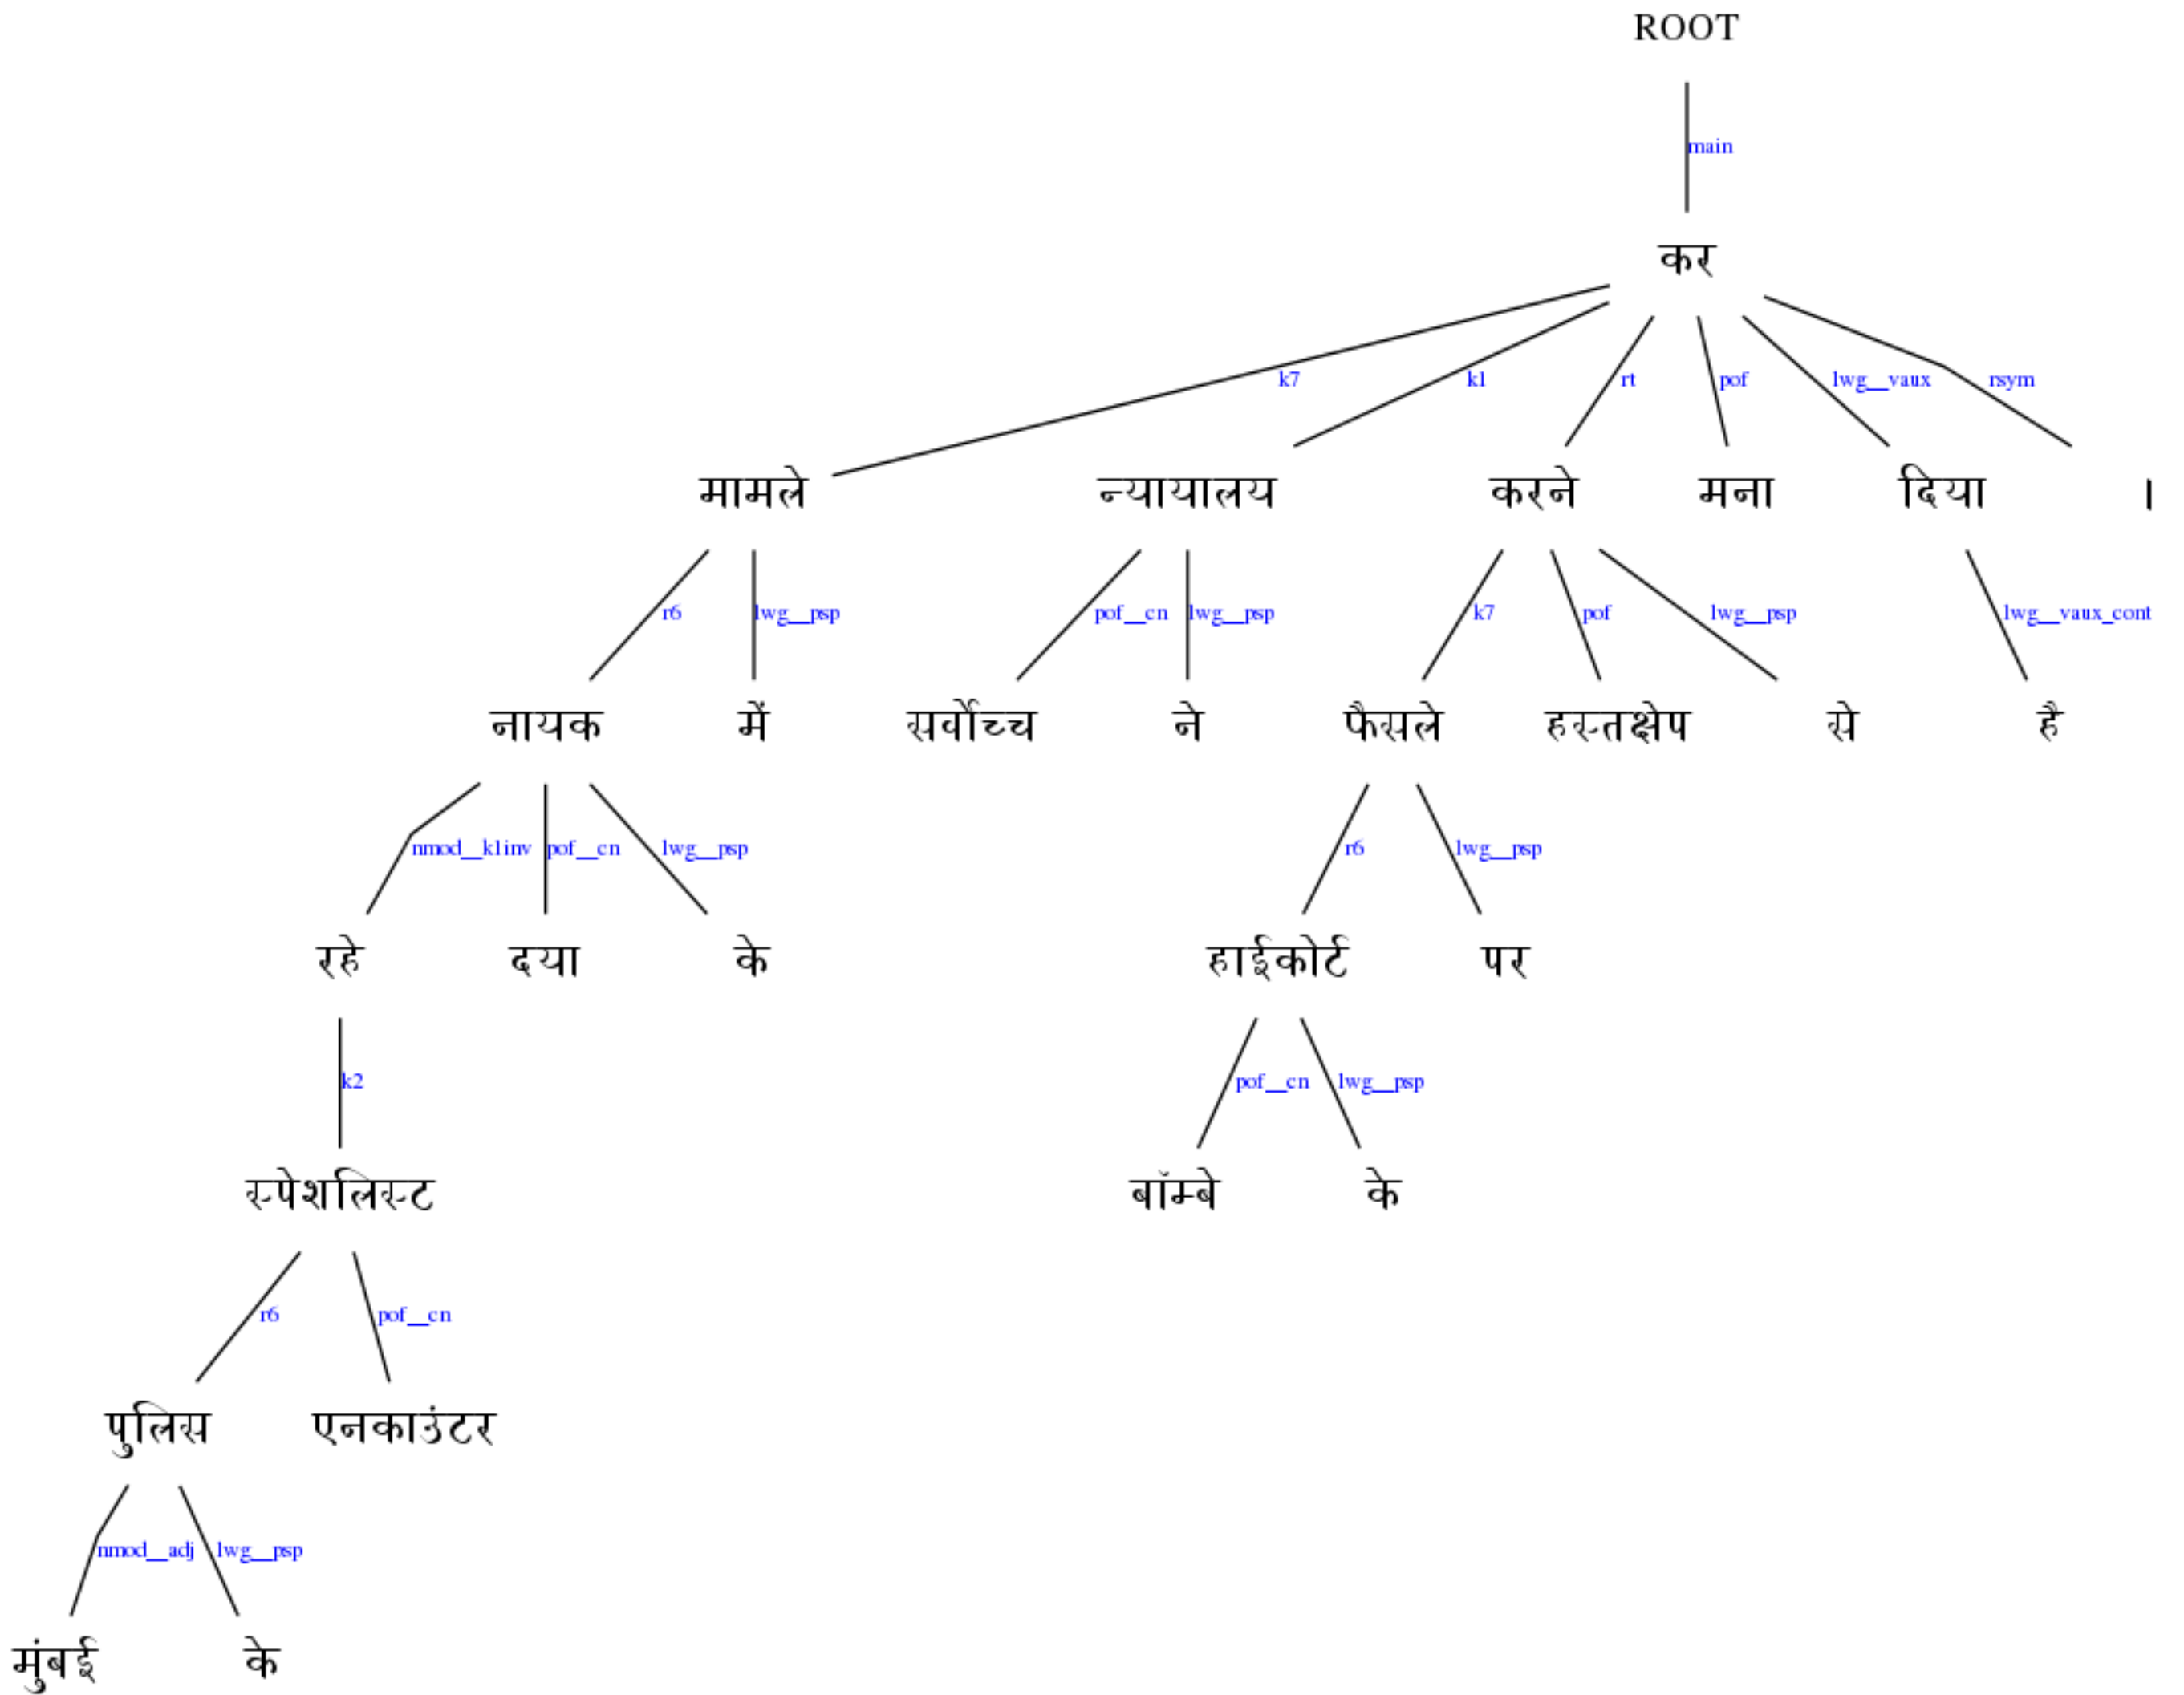 ROOT
main
कर
k7 k1 rt pof lwg__vaux rsym
मामले न्यायालय करने मना दिया ।
r6 lwg__psp pof__cn lwg__psp k7 pof lwg__psp lwg__vaux_cont
नायक में सर्वोच्च ने फैसले हस्तक्षेप से है
nmod__k1inv pof__cn lwg__psp r6 lwg__psp
रहे दया के हाईकोर्ट पर
k2 pof__cn lwg__psp
स्पेशलिस्ट बॉम्बे के
r6 pof__cn
पुलिस एनकाउंटर
nmod__adj lwg__psp
मुंबई के